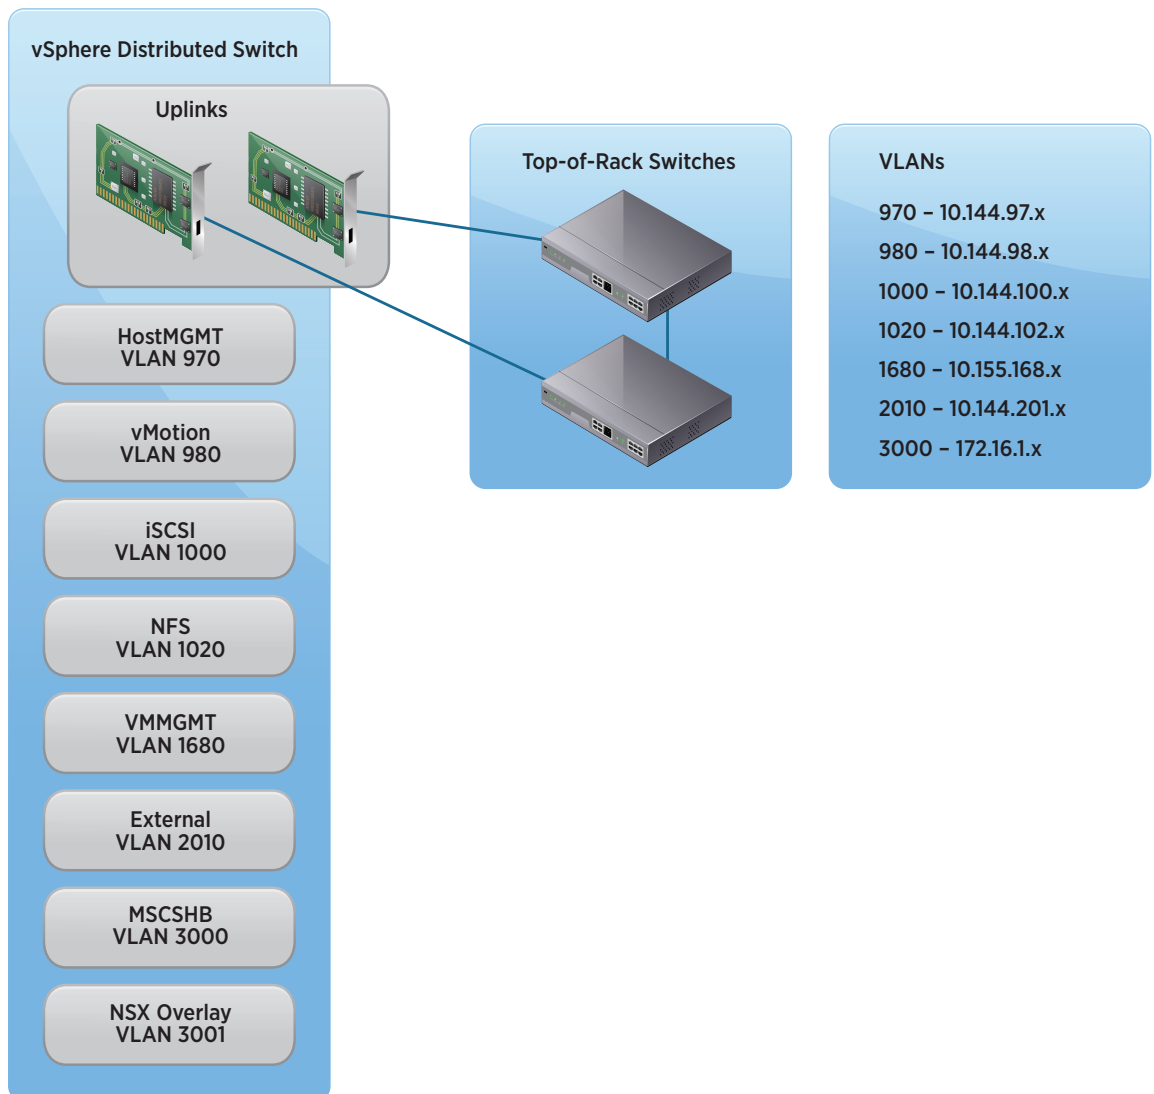 vSphere Distributed Switch
Uplinks
HostMGMT
VLAN 970
vMotion
VLAN 980
iSCSI
VLAN 1000
NFS
VLAN 1020
VMMGMT
VLAN 1680
External
VLAN 2010
MSCSHB
VLAN 3000
NSX Overlay
VLAN 3001
Top-of-Rack Switches
VLANs
970 – 10.144.97.x
980 – 10.144.98.x
1000 – 10.144.100.x
1020 – 10.144.102.x
1680 – 10.155.168.x
2010 – 10.144.201.x
3000 – 172.16.1.x